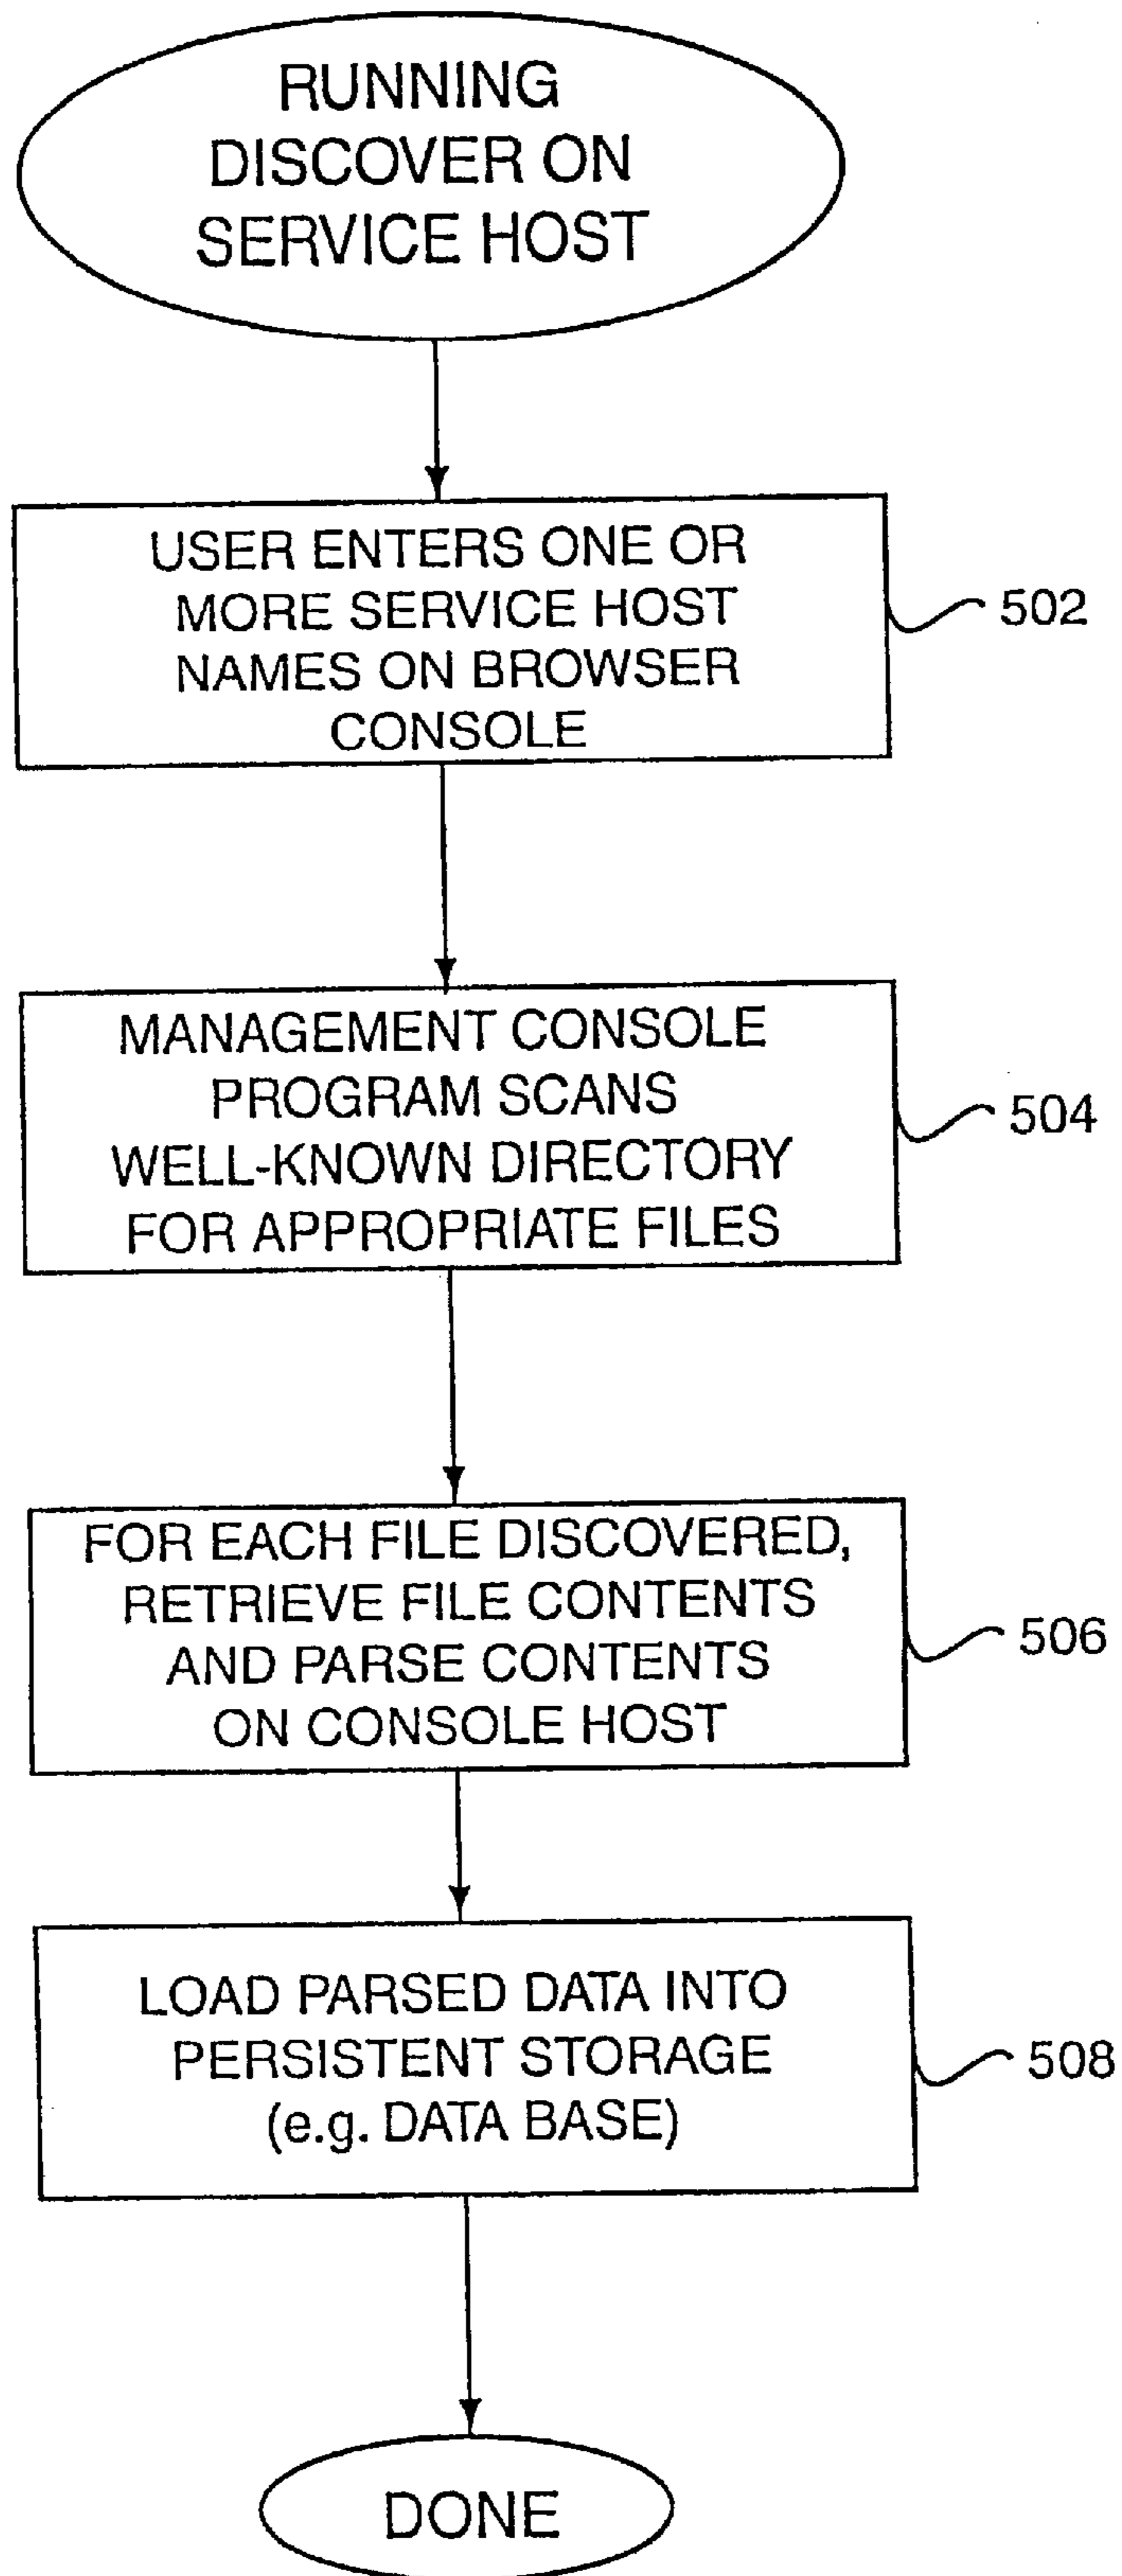 RUNNING
DISCOVER ON
SERVICE HOST
USER ENTERS ONE OR
MORE SERVICE HOST
NAMES ON BROWSER
CONSOLE
502
MANAGEMENT CONSOLE
PROGRAM SCANS
WELL-KNOWN DIRECTORY
FOR APPROPRIATE FILES
504
FOR EACH FILE DISCOVERED,
RETRIEVE FILE CONTENTS
AND PARSE CONTENTS
ON CONSOLE HOST
506
LOAD PARSED DATA INTO
PERSISTENT STORAGE
(e.g. DATA BASE)
508
DONE